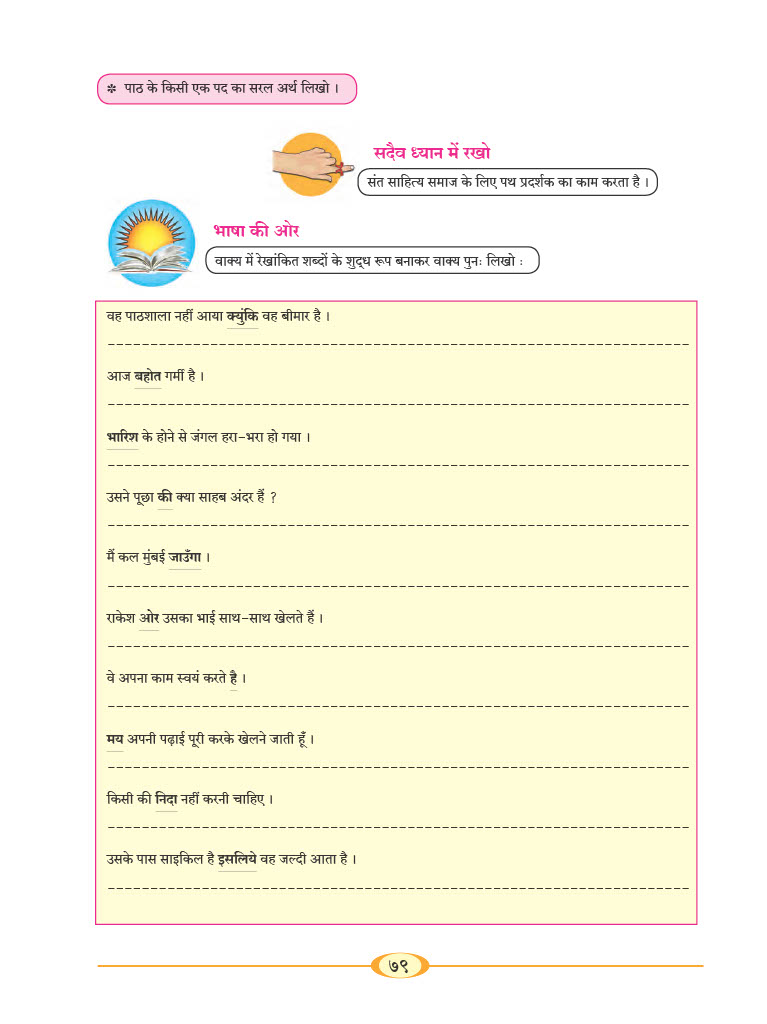 ✽ पाठ के किसी एक पद का सरल अर्थ लिखो ।
सदैव ध्यान में रखो
संत साहित्य समाज के लिए पथ प्रदर्शक का काम करता है ।
भाषा की ओर
वाक्य में रेखांकित शब्दों के शुद्ध रूप बनाकर वाक्य पुनः लिखो :
वह पाठशाला नहीं आया क्युंकि वह बीमार है ।
आज बहोत गर्मी है ।
भारिश के होने से जंगल हरा-भरा हो गया ।
उसने पूछा की क्या साहब अंदर हैं ?
मैं कल मुंबई जाउँगा ।
राकेश ओर उसका भाई साथ-साथ खेलते हैं ।
वे अपना काम स्वयं करते है ।
मय अपनी पढ़ाई पूरी करके खेलने जाती हूँ ।
किसी की निदा नहीं करनी चाहिए ।
उसके पास साइकिल है इसलिये वह जल्दी आता है ।
७९